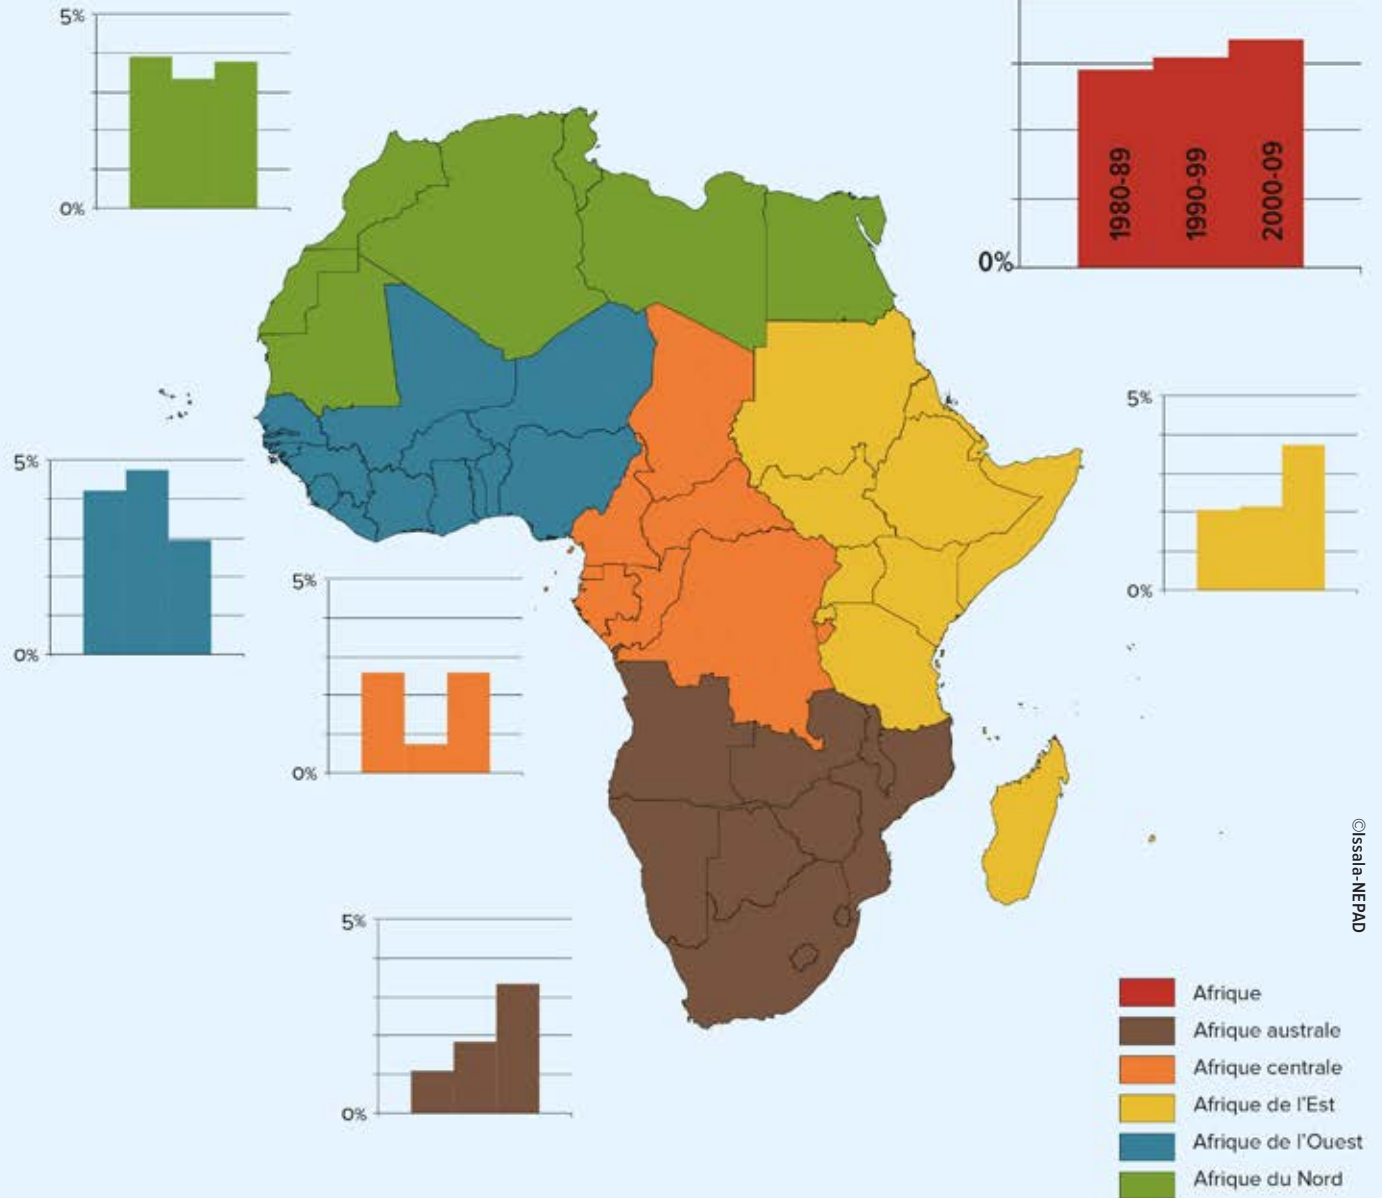 5%
0%
0%
1980-89
1990-99
2000-09
5%
0%
5%
0%
5%
0%
5%
0%
©Issala-NEPAD
Afrique
Afrique australe
Afrique centrale
Afrique de l'Est
Afrique de l'Ouest
Afrique du Nord